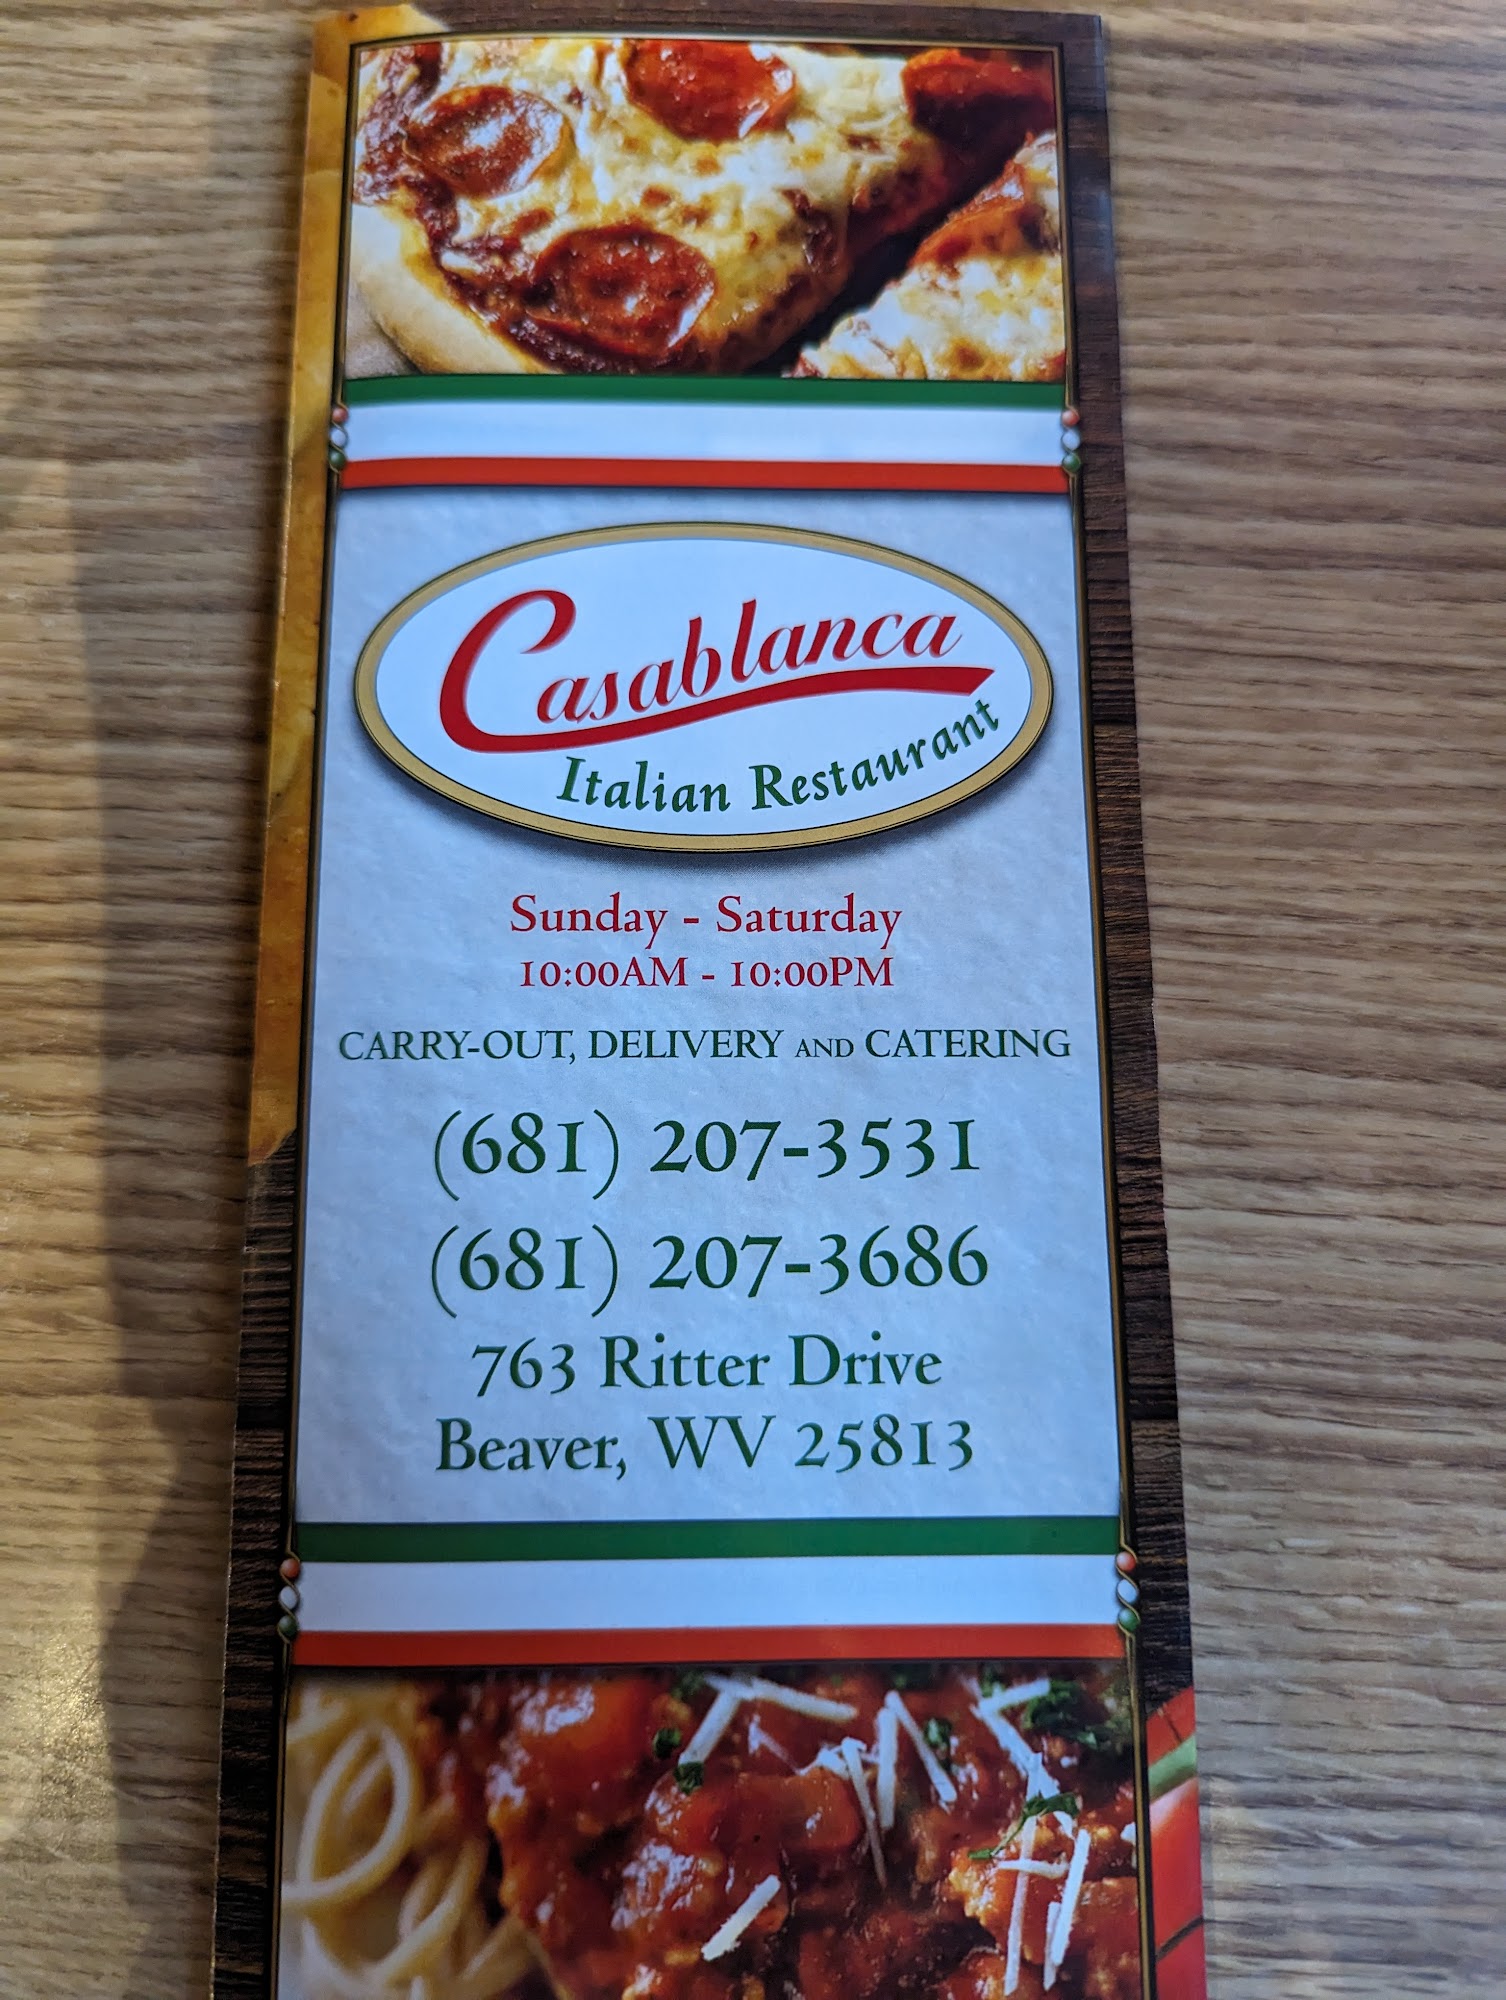 Casablanca
Italian Restaurant
Sunday - Saturday
10:00AM - 10:00PM
CARRY-OUT, DELIVERY AND CATERING
(681) 207-3531
(681) 207-3686
763 Ritter Drive
Beaver, WV 25813